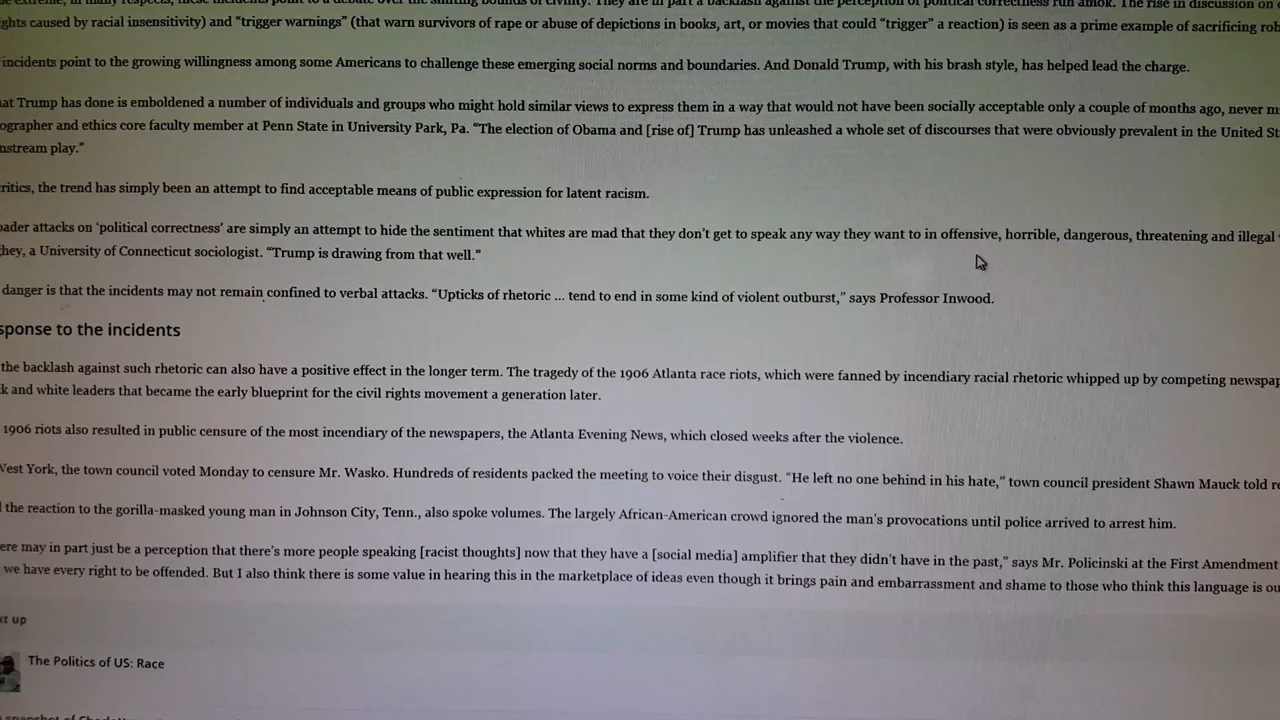 extreme, in many respects, these incidents point to a debate over the shifting bounds of civility. They are in part a backlash against the perception of political correctness run amok. The rise in discussion on
ghts caused by racial insensitivity) and “trigger warnings” (that warn survivors of rape or abuse of depictions in books, art, or movies that could “trigger” a reaction) is seen as a prime example of sacrificing rob
incidents point to the growing willingness among some Americans to challenge these emerging social norms and boundaries. And Donald Trump, with his brash style, has helped lead the charge.
at Trump has done is emboldened a number of individuals and groups who might hold similar views to express them in a way that would not have been socially acceptable only a couple of months ago, never m
ographer and ethics core faculty member at Penn State in University Park, Pa. “The election of Obama and [rise of] Trump has unleashed a whole set of discourses that were obviously prevalent in the United St
nstream play.”
ritics, the trend has simply been an attempt to find acceptable means of public expression for latent racism.
oader attacks on ‘political correctness’ are simply an attempt to hide the sentiment that whites are mad that they don’t get to speak any way they want to in offensive, horrible, dangerous, threatening and illegal
hey, a University of Connecticut sociologist. “Trump is drawing from that well.”
danger is that the incidents may not remain confined to verbal attacks. “Upticks of rhetoric ... tend to end in some kind of violent outburst,” says Professor Inwood.
sponse to the incidents
the backlash against such rhetoric can also have a positive effect in the longer term. The tragedy of the 1906 Atlanta race riots, which were fanned by incendiary racial rhetoric whipped up by competing newspap
k and white leaders that became the early blueprint for the civil rights movement a generation later.
1906 riots also resulted in public censure of the most incendiary of the newspapers, the Atlanta Evening News, which closed weeks after the violence.
West York, the town council voted Monday to censure Mr. Wasko. Hundreds of residents packed the meeting to voice their disgust. “He left no one behind in his hate,” town council president Shawn Mauck told re
the reaction to the gorilla-masked young man in Johnson City, Tenn., also spoke volumes. The largely African-American crowd ignored the man’s provocations until police arrived to arrest him.
ere may in part just be a perception that there’s more people speaking [racist thoughts] now that they have a [social media] amplifier that they didn’t have in the past,” says Mr. Policinski at the First Amendment
we have every right to be offended. But I also think there is some value in hearing this in the marketplace of ideas even though it brings pain and embarrassment and shame to those who think this language is ou
xt up
The Politics of US: Race